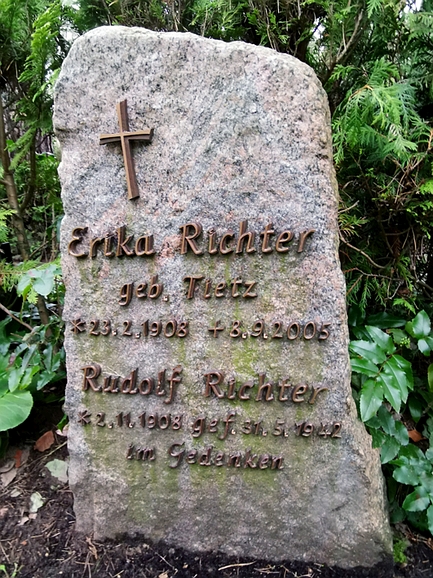 Erika Richter
geb. Tietz
*23.2.1908 +8.9.2005
Rudolf Richter
*2.11.1908 gef. 31.5.1942
im Gedenken